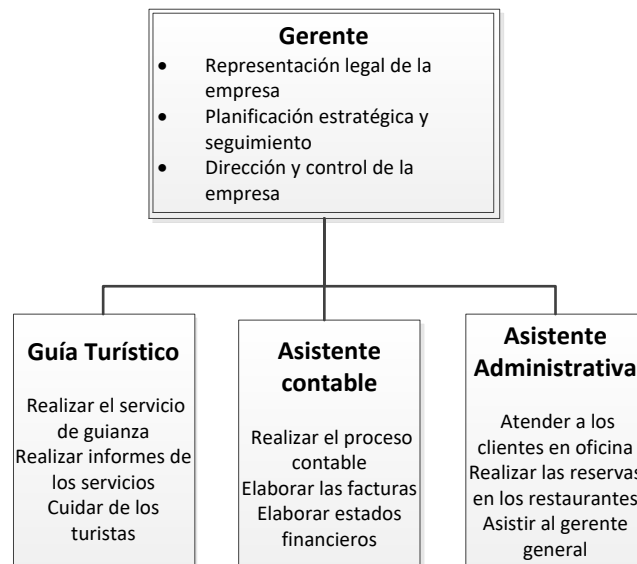 Gerente
• Representación legal de la
empresa
• Planificación estratégica y
seguimiento
• Dirección y control de la
empresa
Guía Turístico
Realizar el servicio
de guianza
Realizar informes de
los servicios
Cuidar de los
turistas
Asistente
contable
Realizar el proceso
contable
Elaborar las facturas
Elaborar estados
financieros
Asistente
Administrativa
Atender a los
clientes en oficina
Realizar las reservas
en los restaurantes
Asistir al gerente
general